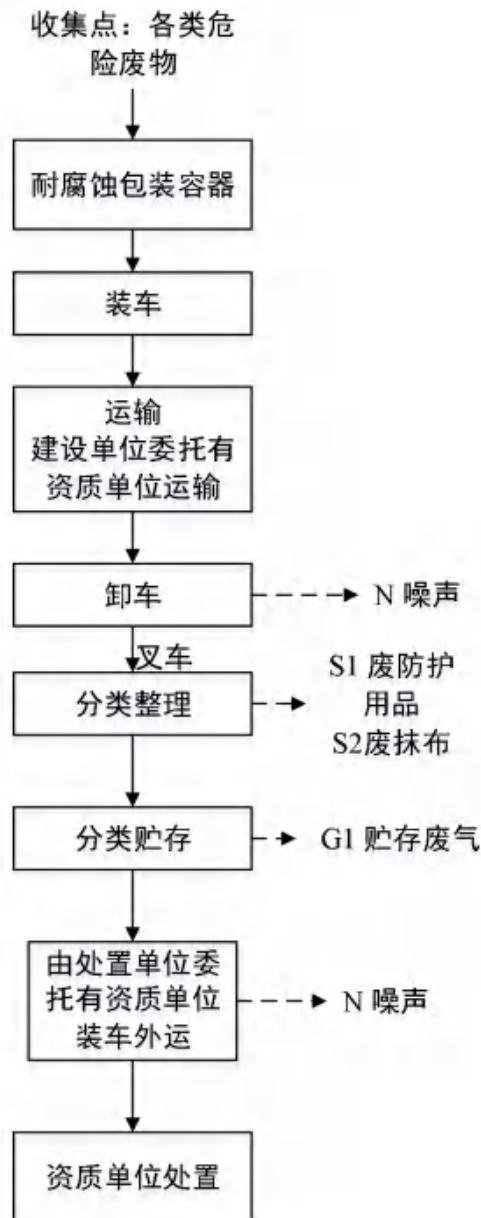 收集点：各类危
险废物
耐腐蚀包装容器
装车
运输
建设单位委托有
资质单位运输
卸车
N 噪声
叉车
分类整理
S1 废防护
用品
S2废抹布
分类贮存
G1 贮存废气
由处置单位委
托有资质单位
装车外运
N 噪声
资质单位处置